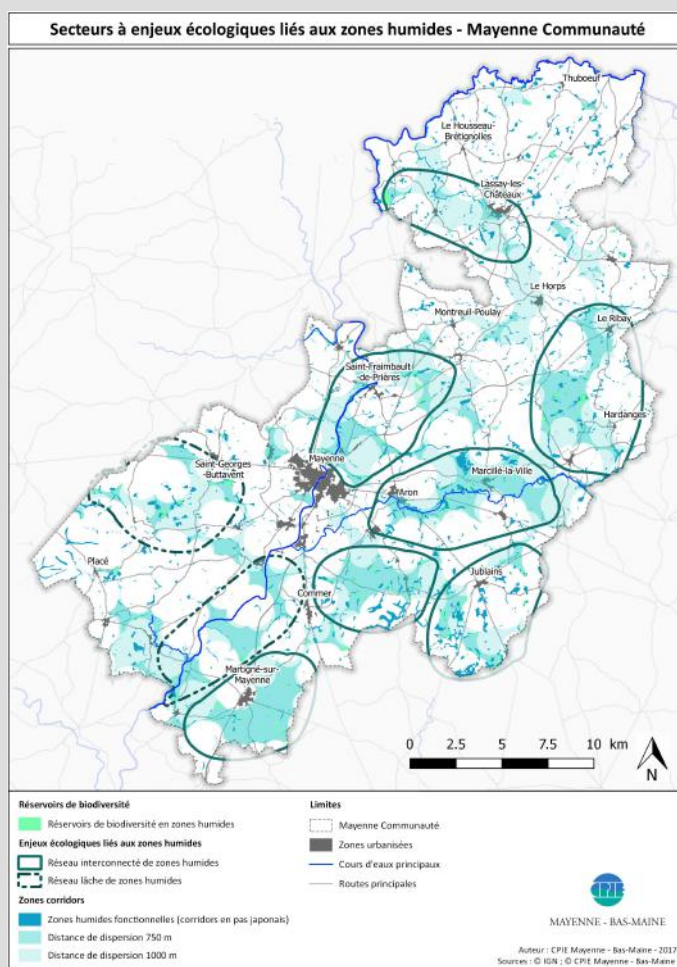 Secteurs à enjeux écologiques liés aux zones humides - Mayenne Communauté
Thuboeuf
Le Housseau-
Brétignolles
Lassay-les-
Châteaux
Le Horps
Montreuil-Poulay
Le Ribay
Saint-Fraimbault
de-Prières
Hardanges
Mayenne
Saint-Georges-
Buttavent
Marcillé-la-Ville
Aron
Placé
Jublains
Commer
Martigné-sur-
Mayenne
0 2.5 5 7.5 10 km
N
Réservoirs de biodiversité
Réservoirs de biodiversité en zones humides
Enjeux écologiques liés aux zones humides
Réseau interconnecté de zones humides
Réseau lâche de zones humides
Zones corridors
Zones humides fonctionnelles (corridors en pas japonais)
Distance de dispersion 750 m
Distance de dispersion 1000 m
Limites
Mayenne Communauté
Zones urbanisées
Cours d'eaux principaux
Routes principales
CPIE
MAYENNE - BAS-MAINE
Auteur : CPIE Mayenne - Bas-Maine - 2017
Sources : © IGN ; © CPIE Mayenne - Bas-Maine